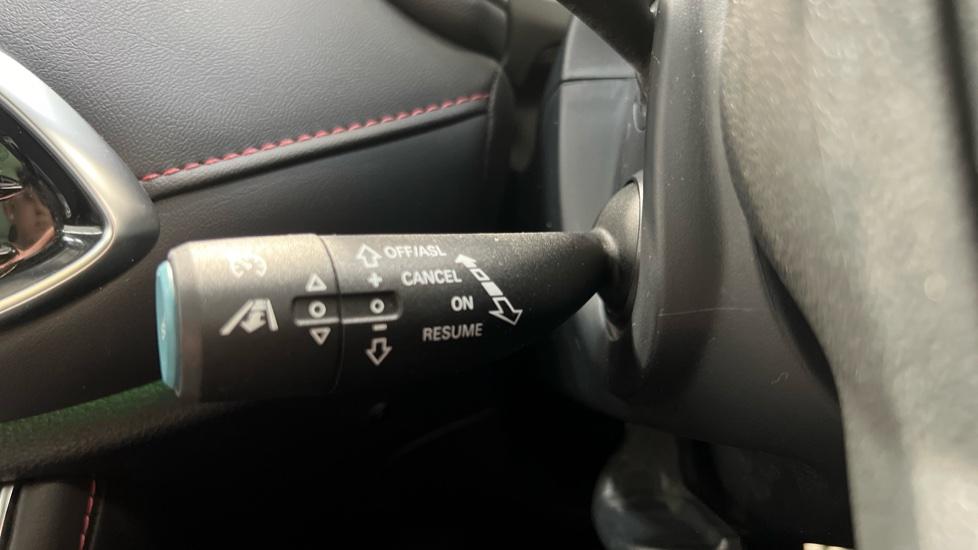 OFF/ASL
+ CANCEL
ON
- RESUME